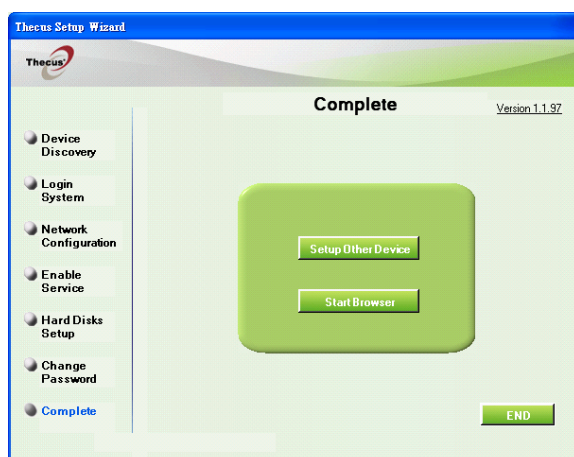 Thecus Setup Wizard
Thecus
Complete
Version 1.1.97
Device
Discovery
Login
System
Network
Configuration
Enable
Service
Hard Disks
Setup
Change
Password
Complete
Setup Other Device
Start Browser
END